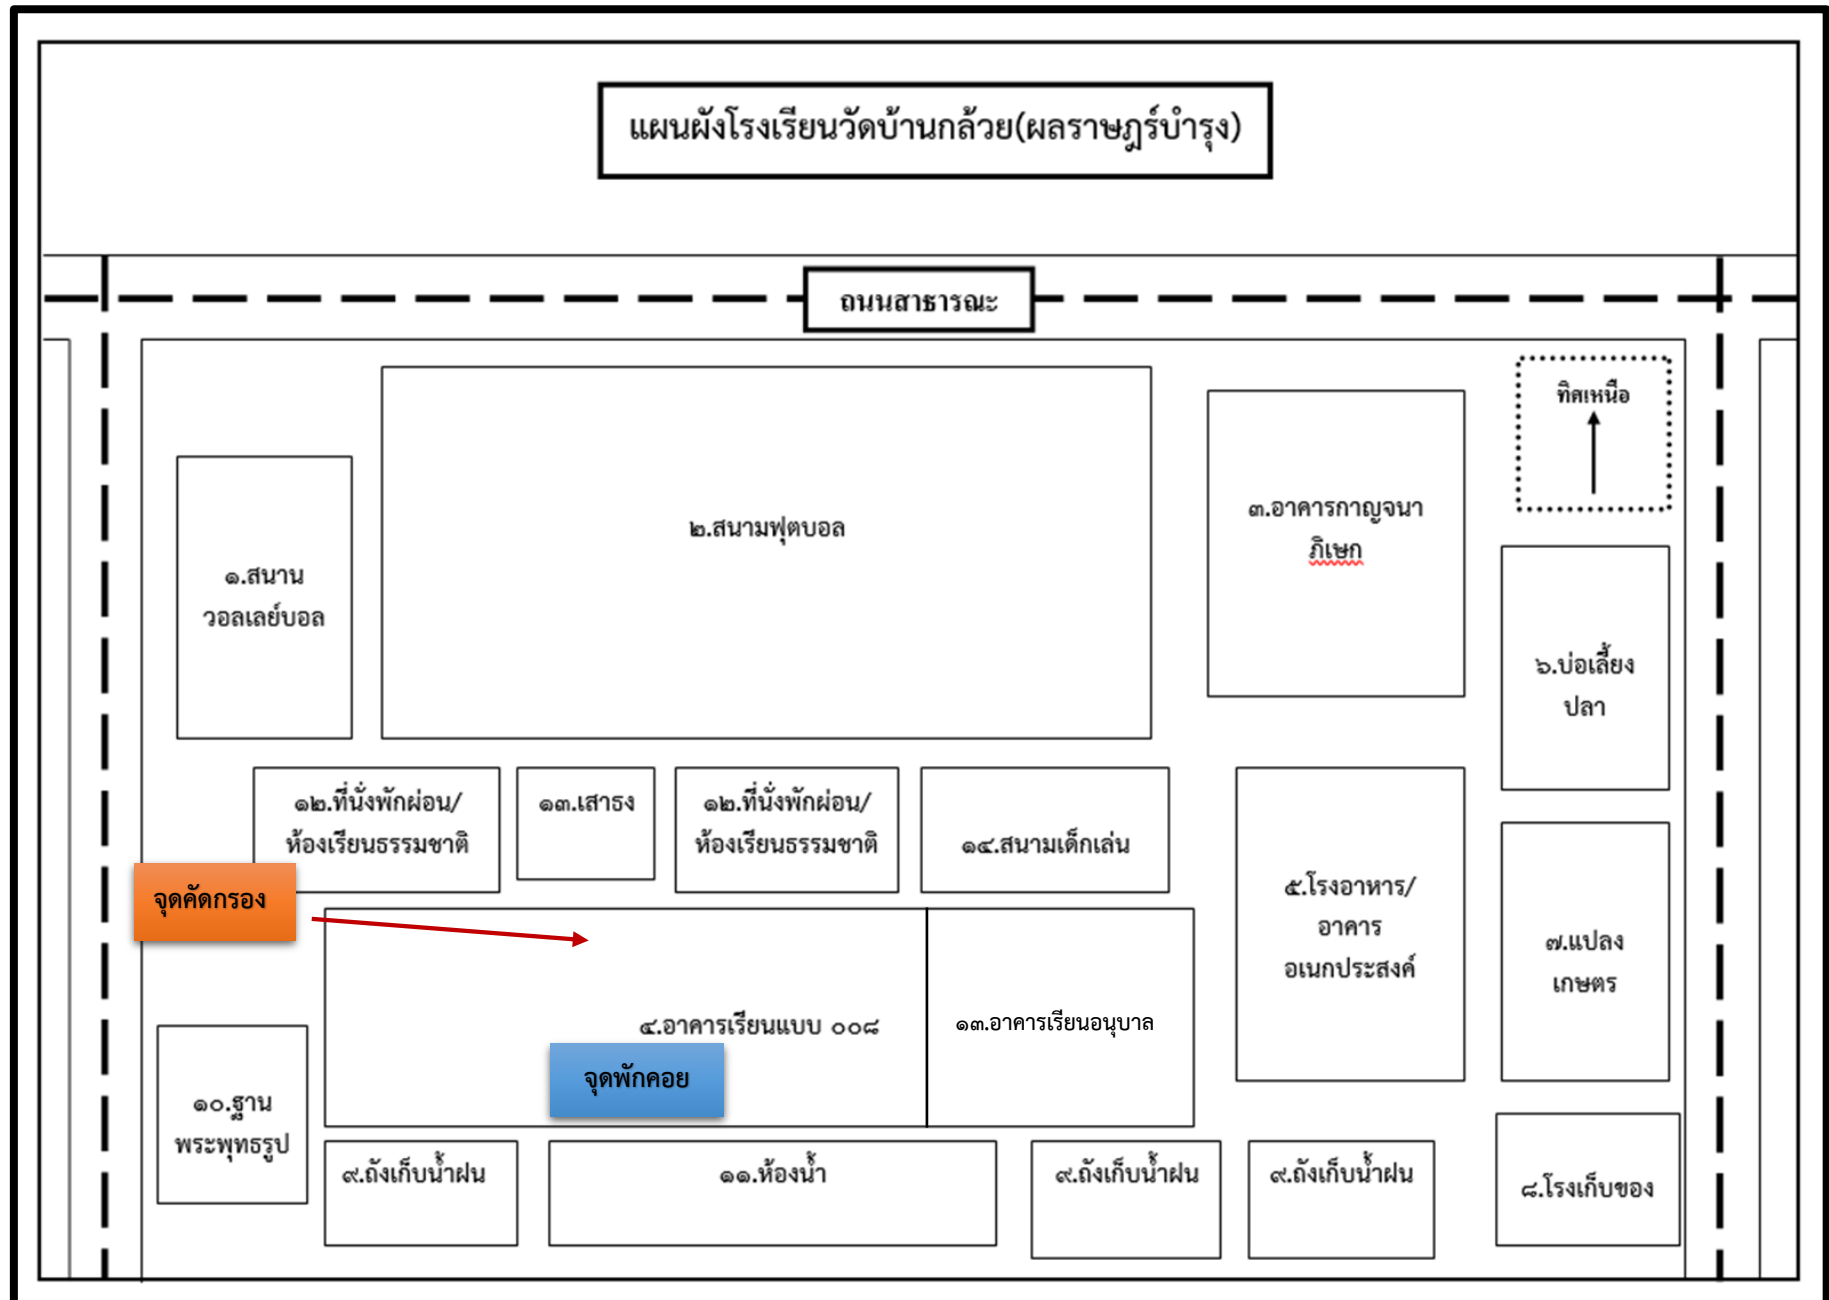 แผนผังโรงเรียนวัดบ้านกล้วย(ผลราษฎร์บำรุง)
ถนนสาธารณะ
ทิศเหนือ
๑.สนาน
วอลเลย์บอล
๒.สนามฟุตบอล
๓.อาคารกาญจนา
ภิเษก
๖.บ่อเลี้ยง
ปลา
๑๒.ที่นั่งพักผ่อน/
ห้องเรียนธรรมชาติ
๑๓.เสาธง
๑๒.ที่นั่งพักผ่อน/
ห้องเรียนธรรมชาติ
๑๔.สนามเด็กเล่น
๕.โรงอาหาร/
อาคาร
อเนกประสงค์
๗.แปลง
เกษตร
จุดคัดกรอง
๔.อาคารเรียนแบบ ๐๐๘
๑๓.อาคารเรียนอนุบาล
จุดพักคอย
๑๐.ฐาน
พระพุทธรูป
๙.ถังเก็บน้ำฝน
๑๑.ห้องน้ำ
๙.ถังเก็บน้ำฝน
๙.ถังเก็บน้ำฝน
๘.โรงเก็บของ